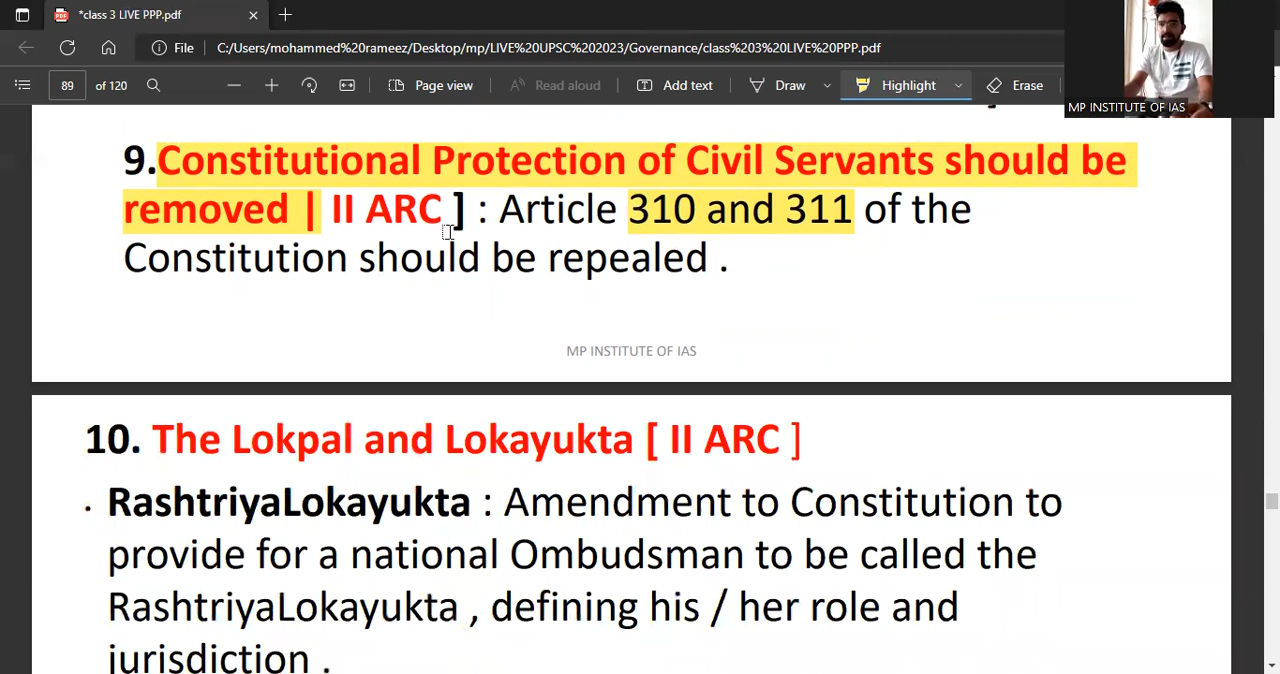 *class 3 LIVE PPP.pdf
File C:/Users/mohammed%20rameez/Desktop/mp/LIVE%20UPSC%202023/Governance/class%203%20LIVE%20PPP.pdf
89 of 120 Page view Read aloud Add text Draw Highlight Erase
MP INSTITUTE OF IAS
9.Constitutional Protection of Civil Servants should be
removed | II ARC ] : Article 310 and 311 of the
Constitution should be repealed .
MP INSTITUTE OF IAS
10. The Lokpal and Lokayukta [ II ARC ]
• RashtriyaLokayukta : Amendment to Constitution to
provide for a national Ombudsman to be called the
RashtriyaLokayukta , defining his / her role and
jurisdiction .